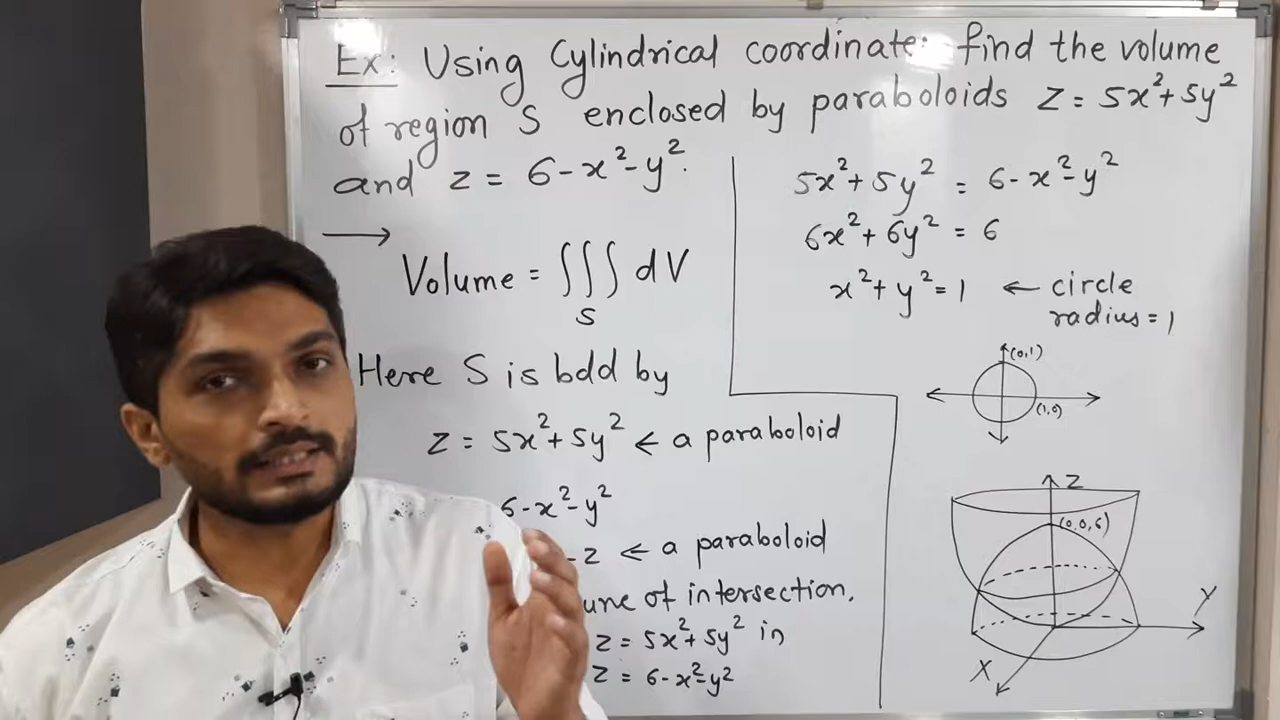 Ex: Using Cylindrical coordinate: find the volume
of region S enclosed by paraboloids z = 5x²+5y²
and z = 6-x²-y².
→ Volume = ∭ dV
S
Here S is bdd by
z = 5x²+5y² ← a paraboloid
6-x²-y²
-z ← a paraboloid
of intersection,
z = 5x²+5y² in
z = 6-x²-y²
5x²+5y² = 6-x²-y²
6x²+6y² = 6
x²+y²=1 ← circle
radius=1
(0,1)
(1,0)
Z
(0,0,6)
Y
X